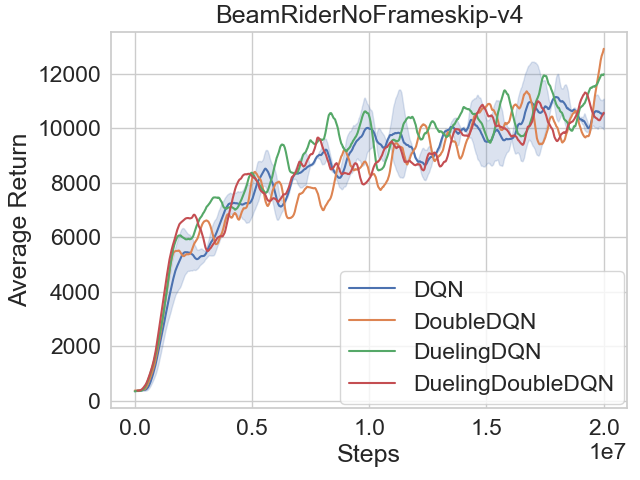 BeamRiderNoFrameskip-v4
Average Return
12000
10000
8000
6000
4000
2000
0
DQN
DoubleDQN
DuelingDQN
DuelingDoubleDQN
0.0 0.5 1.0 1.5 2.0
1e7
Steps